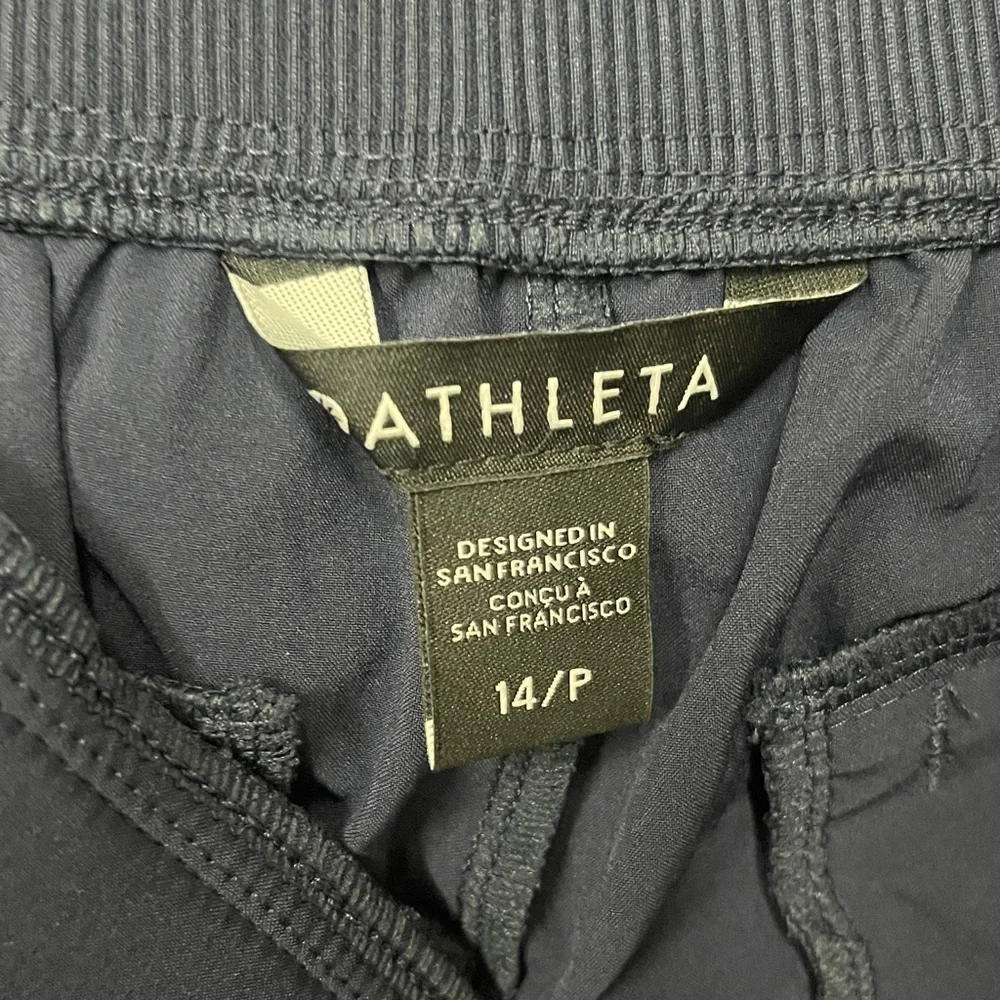 ATHLETA
DESIGNED IN
SAN FRANCISCO
CONÇU À
SAN FRANCISCO
14/P